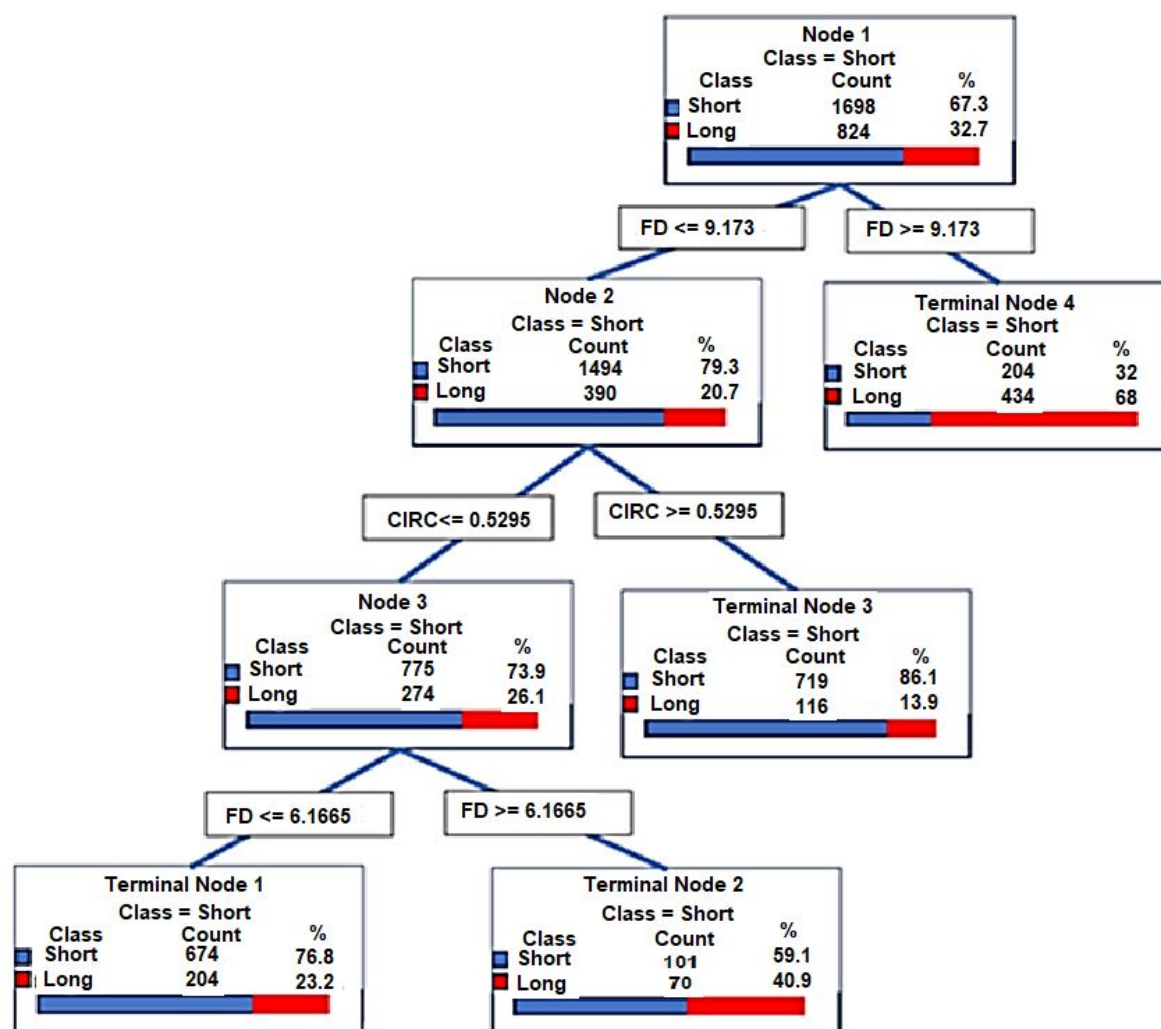 Node 1
Class = Short
Class Count %
Short 1698 67.3
Long 824 32.7
FD <= 9.173
FD >= 9.173
Node 2
Class = Short
Class Count %
Short 1494 79.3
Long 390 20.7
Terminal Node 4
Class = Short
Class Count %
Short 204 32
Long 434 68
CIRC<= 0.5295
CIRC >= 0.5295
Node 3
Class = Short
Class Count %
Short 775 73.9
Long 274 26.1
Terminal Node 3
Class = Short
Class Count %
Short 719 86.1
Long 116 13.9
FD <= 6.1665
FD >= 6.1665
Terminal Node 1
Class = Short
Class Count %
Short 674 76.8
Long 204 23.2
Terminal Node 2
Class = Short
Class Count %
Short 101 59.1
Long 70 40.9